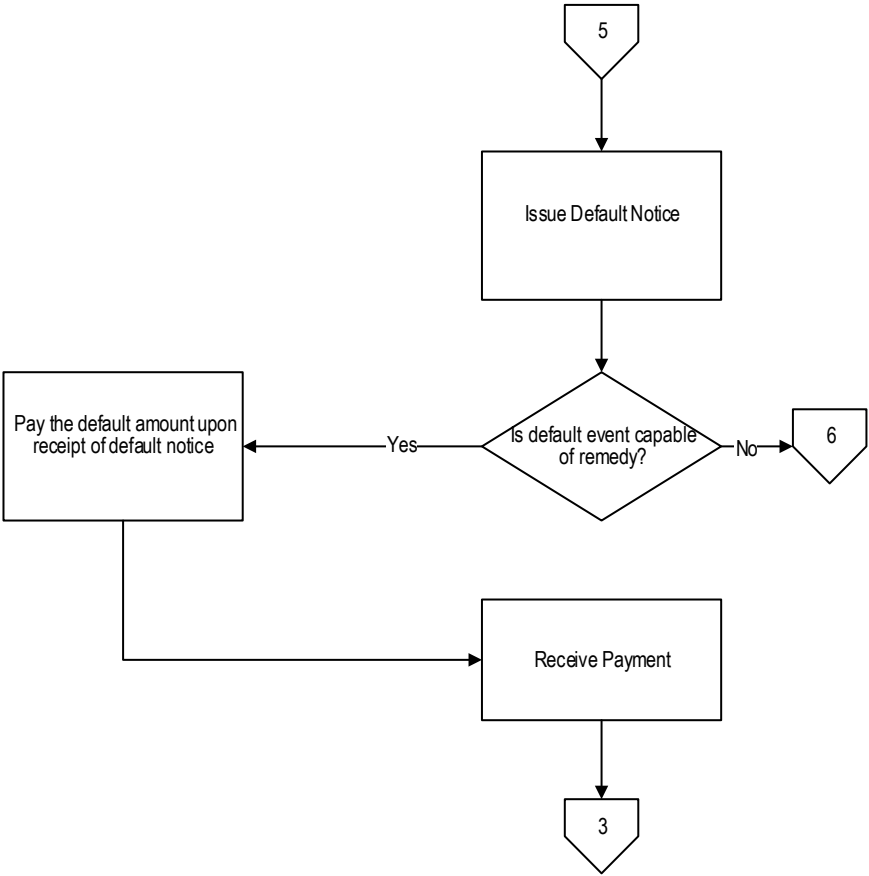 5
Issue Default Notice
Pay the default amount upon
receipt of default notice
Yes
Is default event capable
of remedy?
No
6
Receive Payment
3